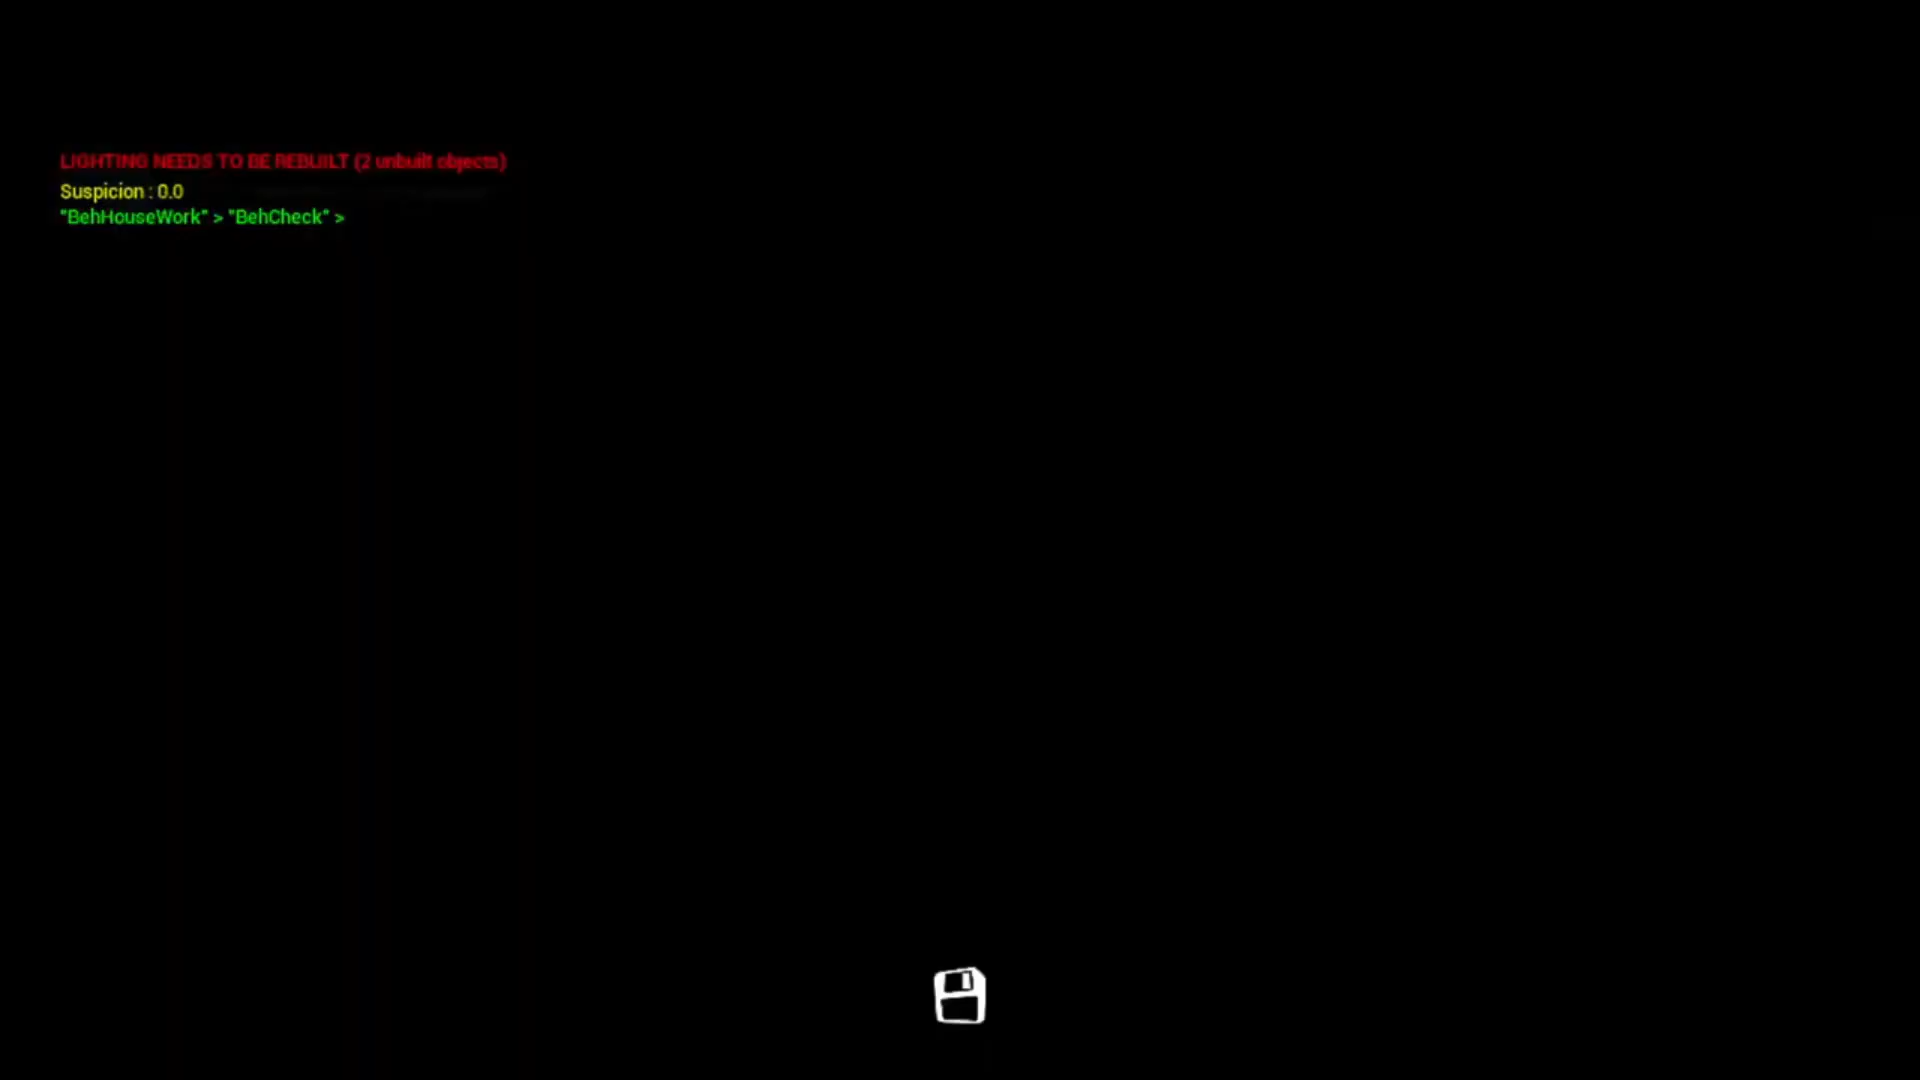 LIGHTING NEEDS TO BE REBUILT (2 unbuilt objects)
Suspicion : 0.0
"BehHouseWork" > "BehCheck" >